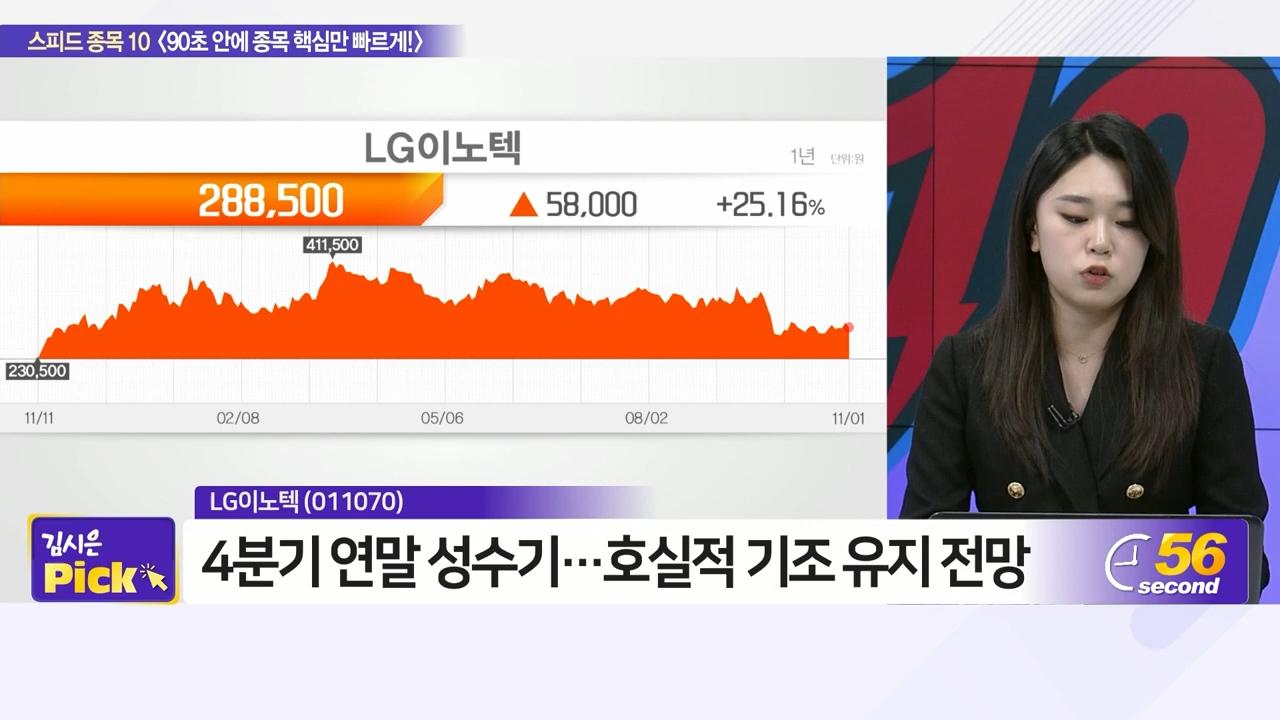 스피드 종목 10 〈90초 안에 종목 핵심만 빠르게!〉
LG이노텍
1년 단위:원
288,500 ▲ 58,000 +25.16%
411,500
230,500
11/11 02/08 05/06 08/02 11/01
10
LG이노텍 (011070)
김시은
Pick
4분기 연말 성수기…호실적 기조 유지 전망
56
second